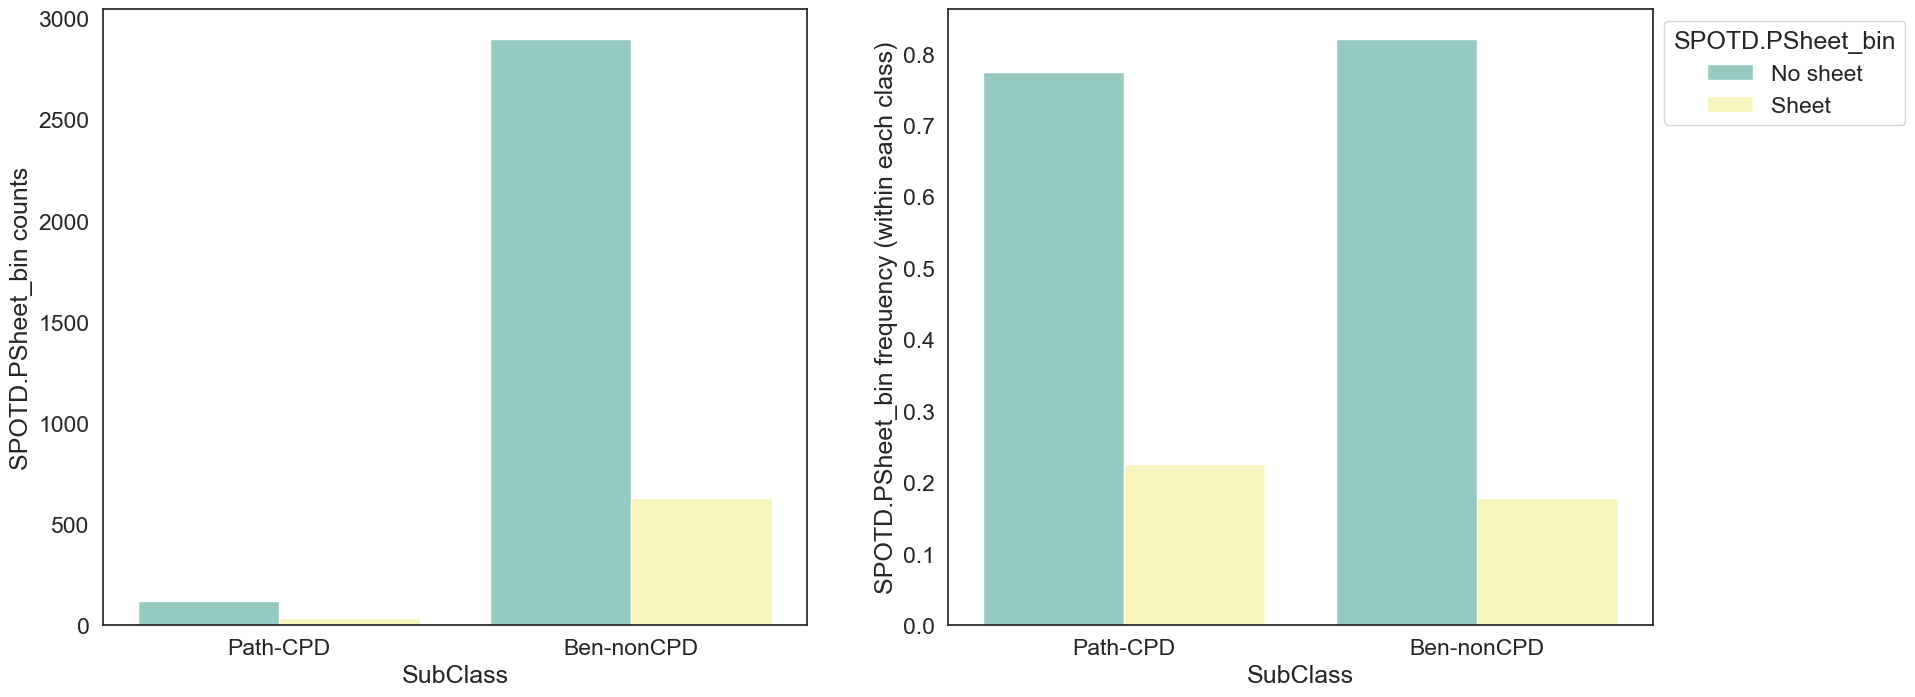 SPOTD.PSheet_bin counts
3000
2500
2000
1500
1000
500
0
Path-CPD
Ben-nonCPD
SubClass
SPOTD.PSheet_bin frequency (within each class)
0.8
0.7
0.6
0.5
0.4
0.3
0.2
0.1
0.0
Path-CPD
Ben-nonCPD
SubClass
SPOTD.PSheet_bin
No sheet
Sheet